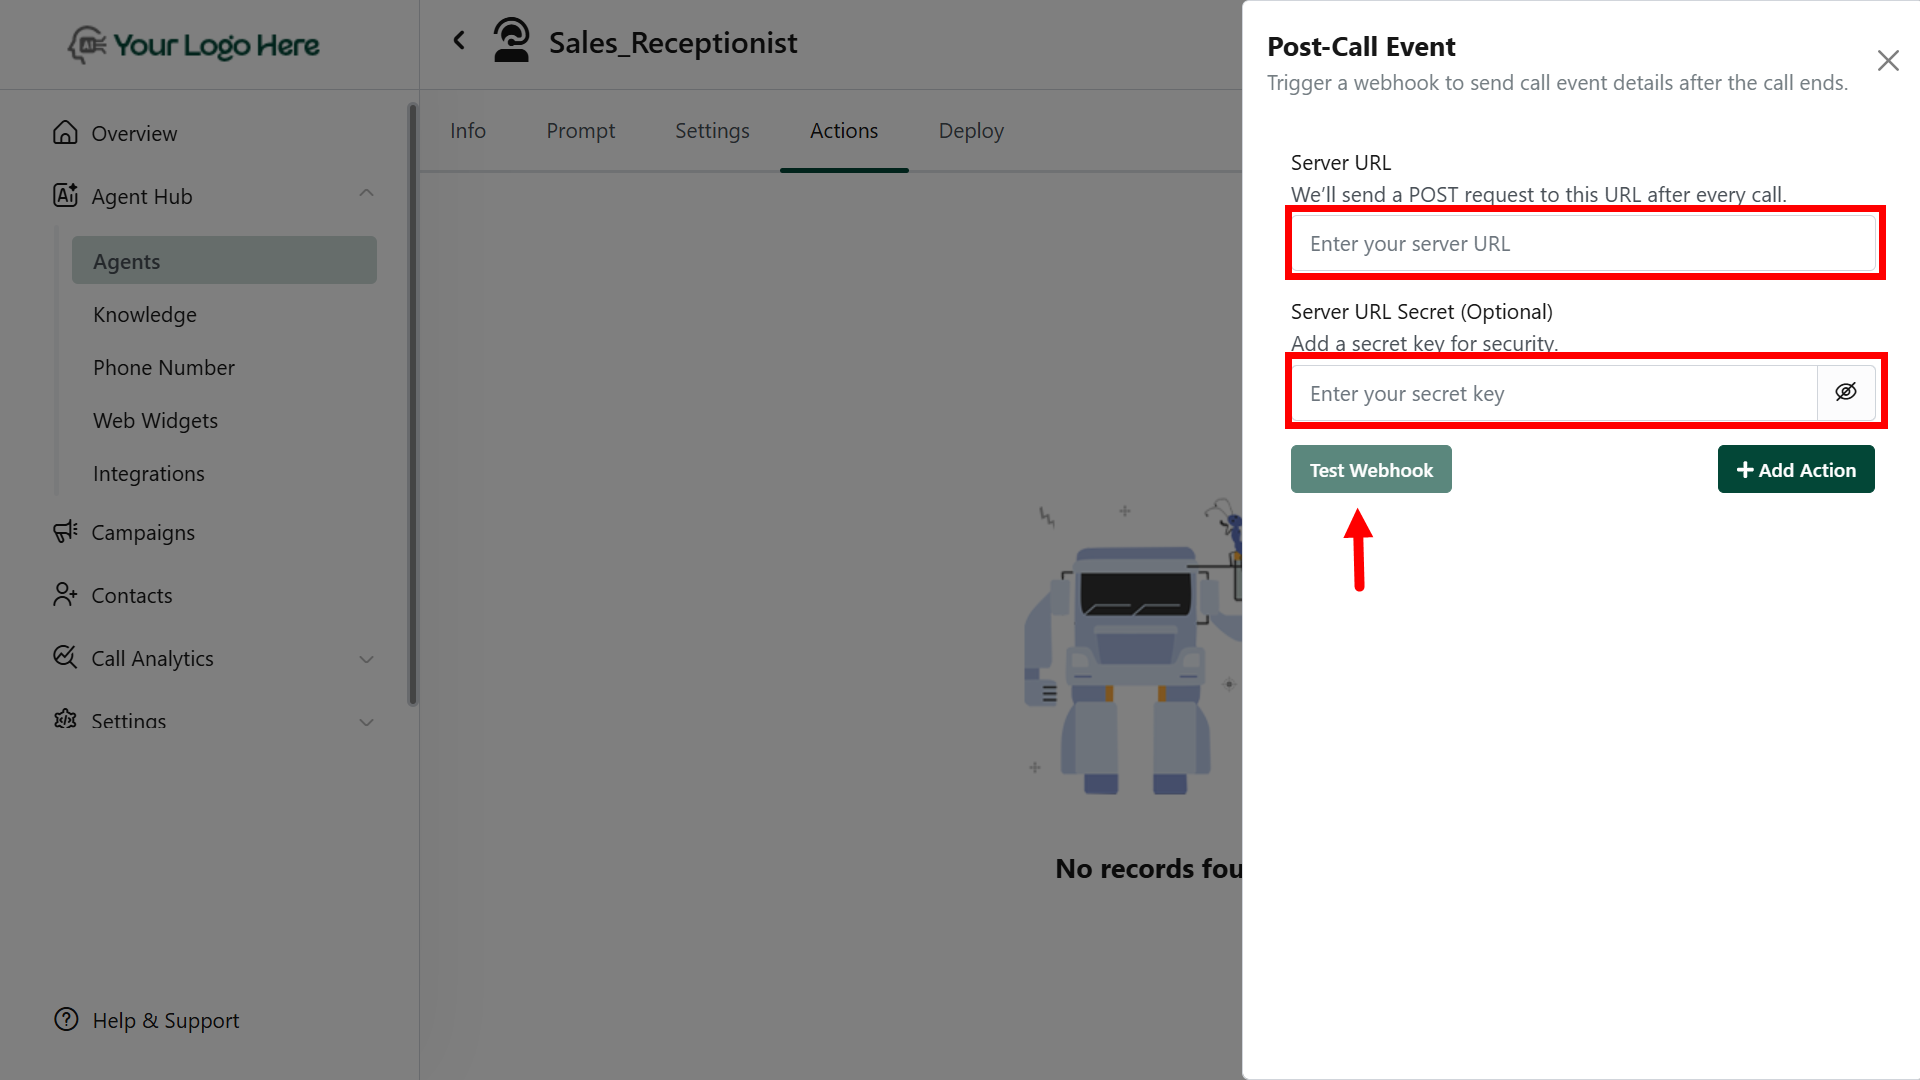 Your Logo Here
Sales_Receptionist
Overview
Agent Hub
Agents
Knowledge
Phone Number
Web Widgets
Integrations
Campaigns
Contacts
Call Analytics
Settings
Help & Support
Info
Prompt
Settings
Actions
Deploy
No records fou
Post-Call Event
Trigger a webhook to send call event details after the call ends.
Server URL
We’ll send a POST request to this URL after every call.
Enter your server URL
Server URL Secret (Optional)
Add a secret key for security.
Enter your secret key
Test Webhook
Add Action